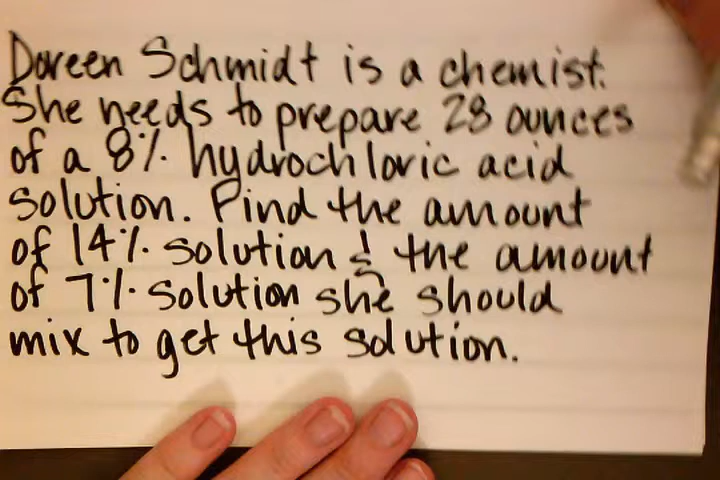 Doreen Schmidt is a chemist.
She needs to prepare 28 ounces
of a 8% hydrochloric acid
solution. Find the amount
of 14% solution & the amount
of 7% solution she should
mix to get this solution.